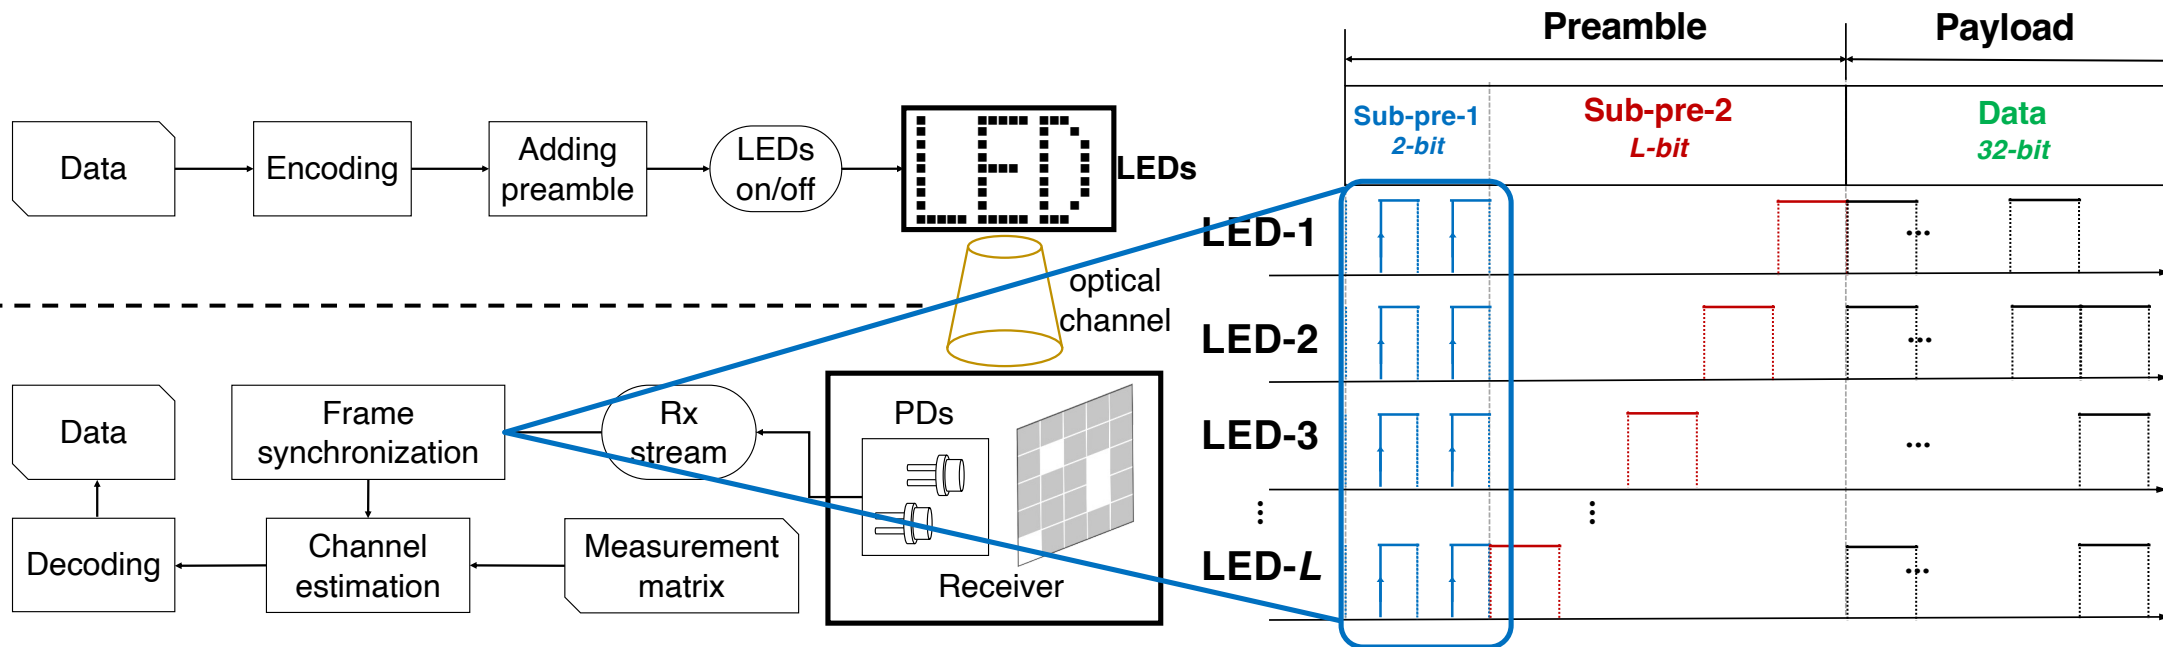 Data
Encoding
Adding
preamble
LEDs
on/off
LEDs
optical
channel
Data
Frame
synchronization
Rx
stream
PDs
Receiver
Decoding
Channel
estimation
Measurement
matrix
Preamble
Payload
Sub-pre-1
2-bit
Sub-pre-2
L-bit
Data
32-bit
LED-1
...
LED-2
...
LED-3
...
⋮
⋮
LED-L
...